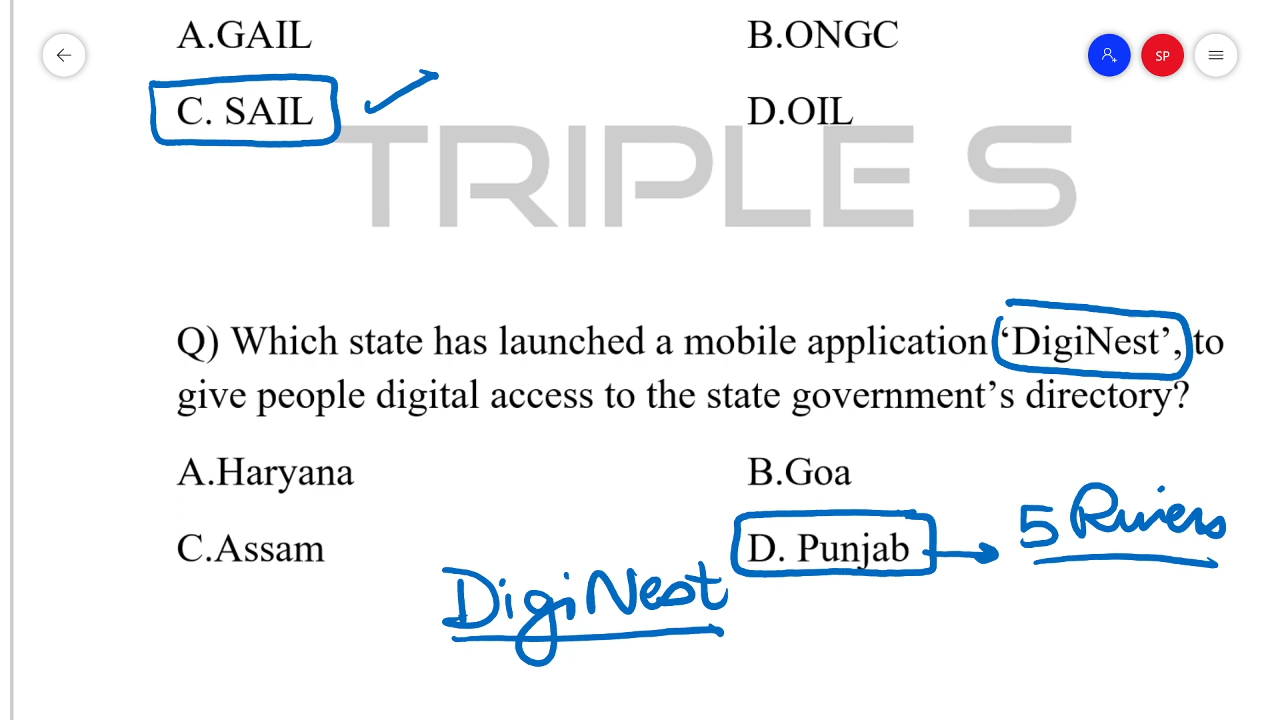 A.GAIL B.ONGC
SP
C. SAIL D.OIL
TRIPLE S
Q) Which state has launched a mobile application ‘DigiNest’, to
give people digital access to the state government’s directory?
A.Haryana B.Goa
5 Rivers
C.Assam D. Punjab
DigiNest